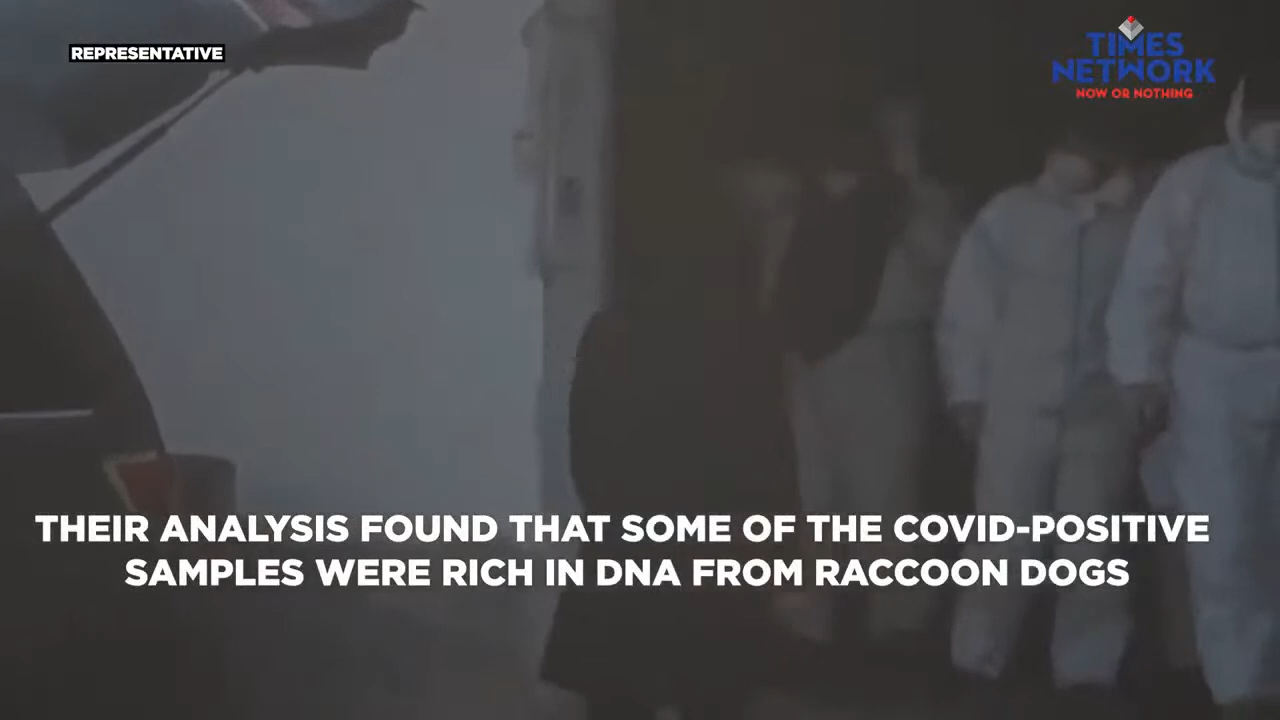 REPRESENTATIVE
TIMES
NETWORK
NOW OR NOTHING
THEIR ANALYSIS FOUND THAT SOME OF THE COVID-POSITIVE
SAMPLES WERE RICH IN DNA FROM RACCOON DOGS